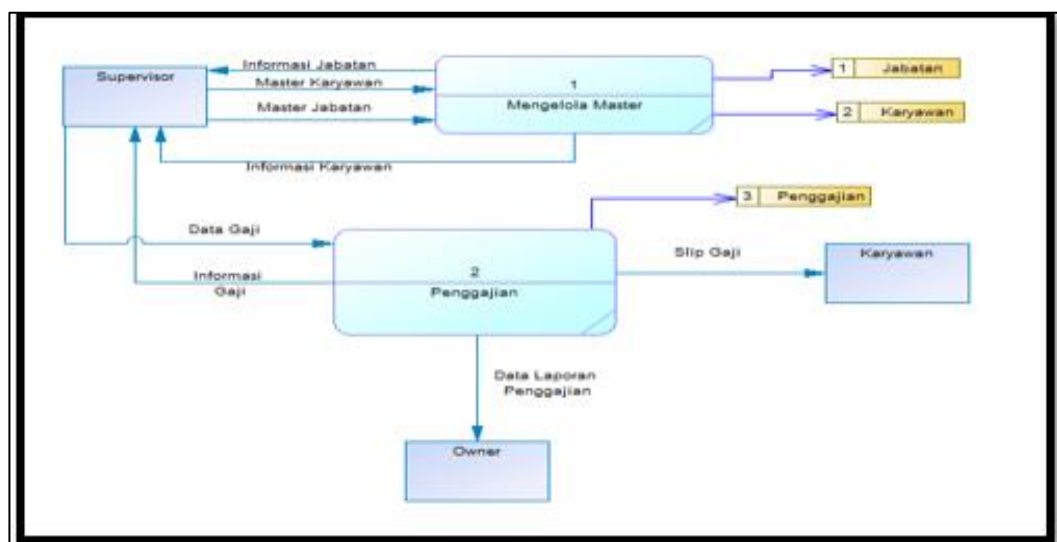 Supervisor
Informasi Jabatan
Master Karyawan
Master Jabatan
1
Mengelola Master
1 Jabatan
2 Karyawan
Informasi Karyawan
3 Penggajian
Data Gaji
Informasi
Gaji
2
Penggajian
Slip Gaji
Karyawan
Data Laporan
Penggajian
Owner